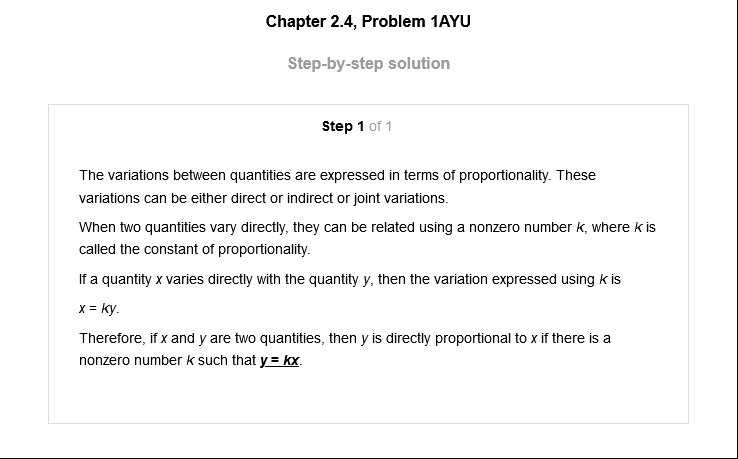 Chapter 2.4, Problem 1AYU
Step-by-step solution
Step 1 of 1
The variations between quantities are expressed in terms of proportionality. These
variations can be either direct or indirect or joint variations.
When two quantities vary directly, they can be related using a nonzero number k, where k is
called the constant of proportionality.
If a quantity x varies directly with the quantity y, then the variation expressed using k is
x = ky.
Therefore, if x and y are two quantities, then y is directly proportional to x if there is a
nonzero number k such that y = kx.